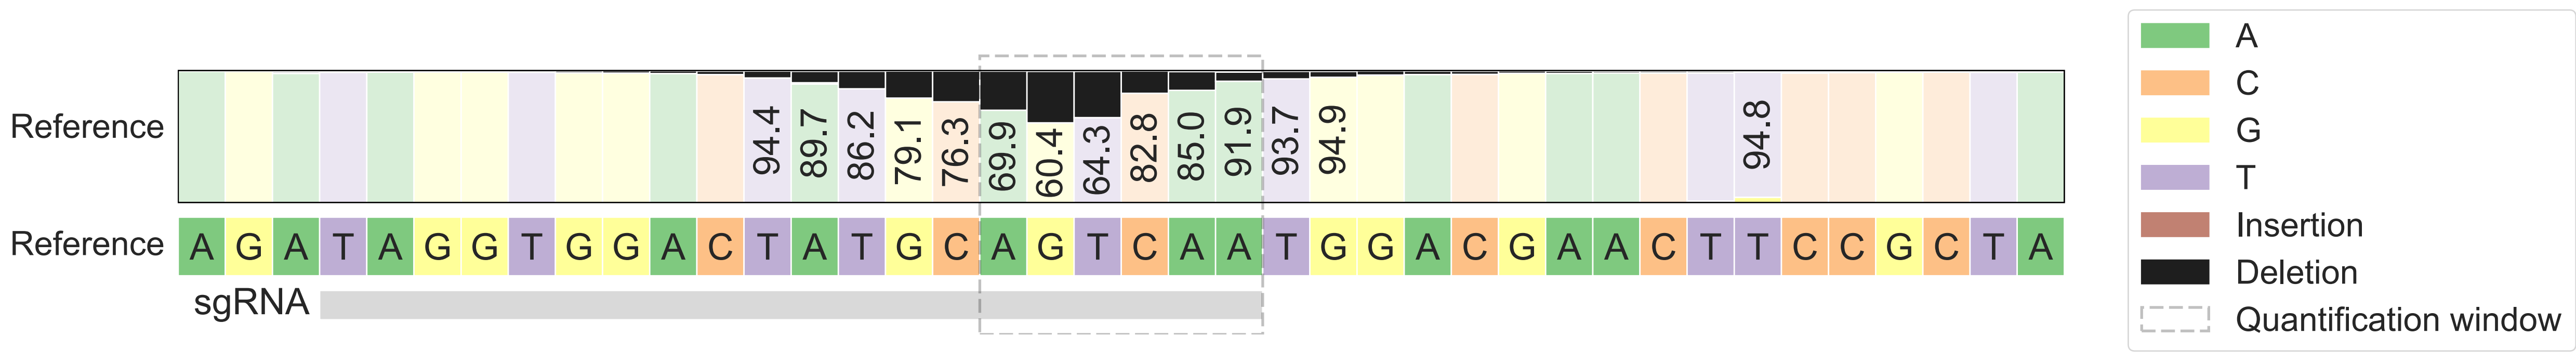 Reference 94.4 89.7 86.2 79.1 76.3 69.9 60.4 64.3 82.8 85.0 91.9 93.7 94.9 94.8
Reference A G A T A G G T G G A C T A T G C A G T C A A T G G A C G A A C T T C C G C T A
sgRNA
A
C
G
T
Insertion
Deletion
Quantification window